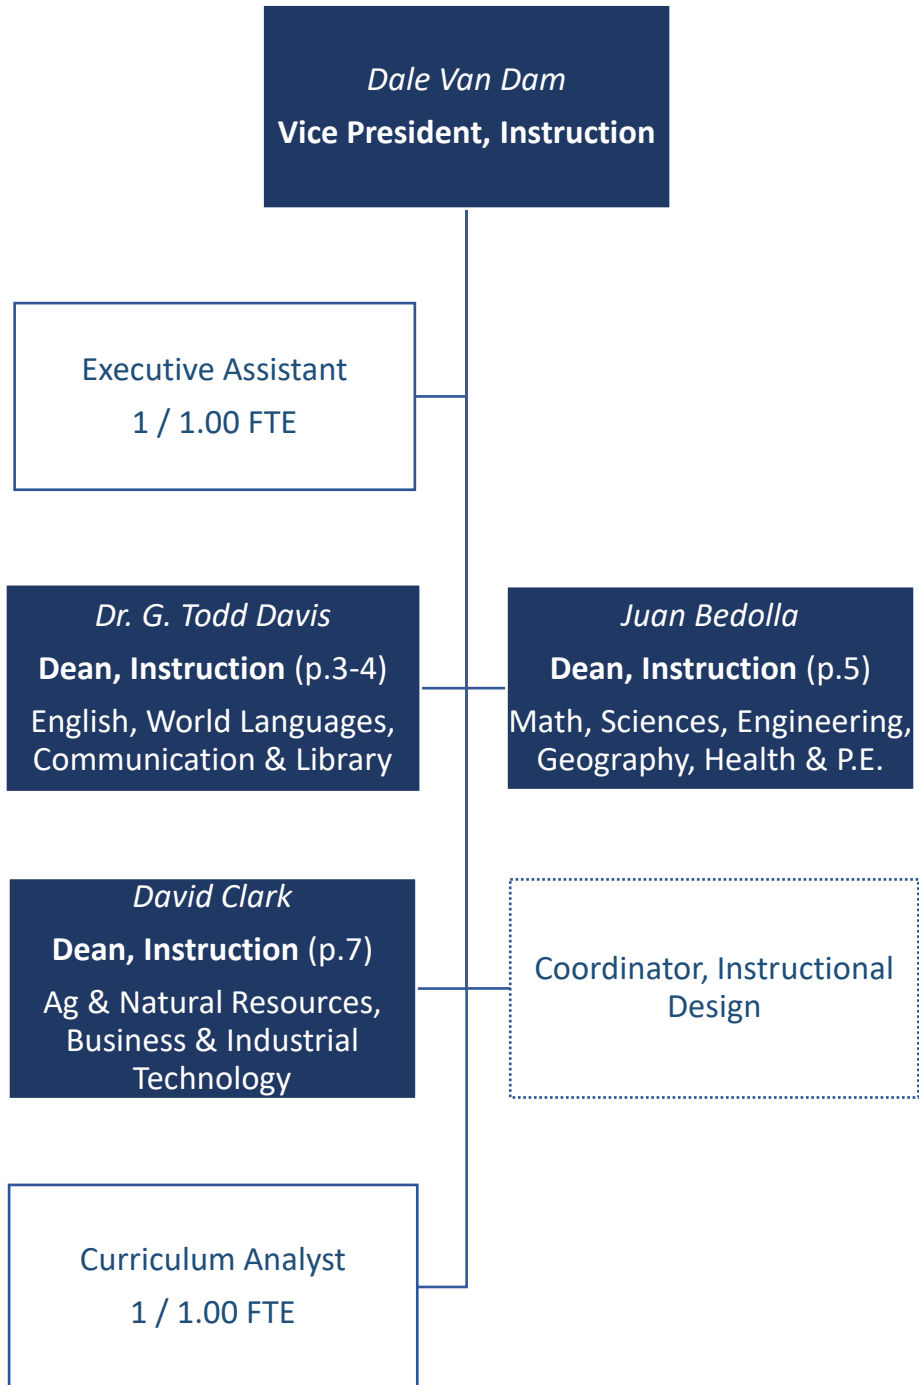 Dale Van Dam
Vice President, Instruction
Executive Assistant
1 / 1.00 FTE
Dr. G. Todd Davis
Dean, Instruction (p.3-4)
English, World Languages,
Communication & Library
Juan Bedolla
Dean, Instruction (p.5)
Math, Sciences, Engineering,
Geography, Health & P.E.
David Clark
Dean, Instruction (p.7)
Ag & Natural Resources,
Business & Industrial
Technology
Coordinator, Instructional
Design
Curriculum Analyst
1 / 1.00 FTE